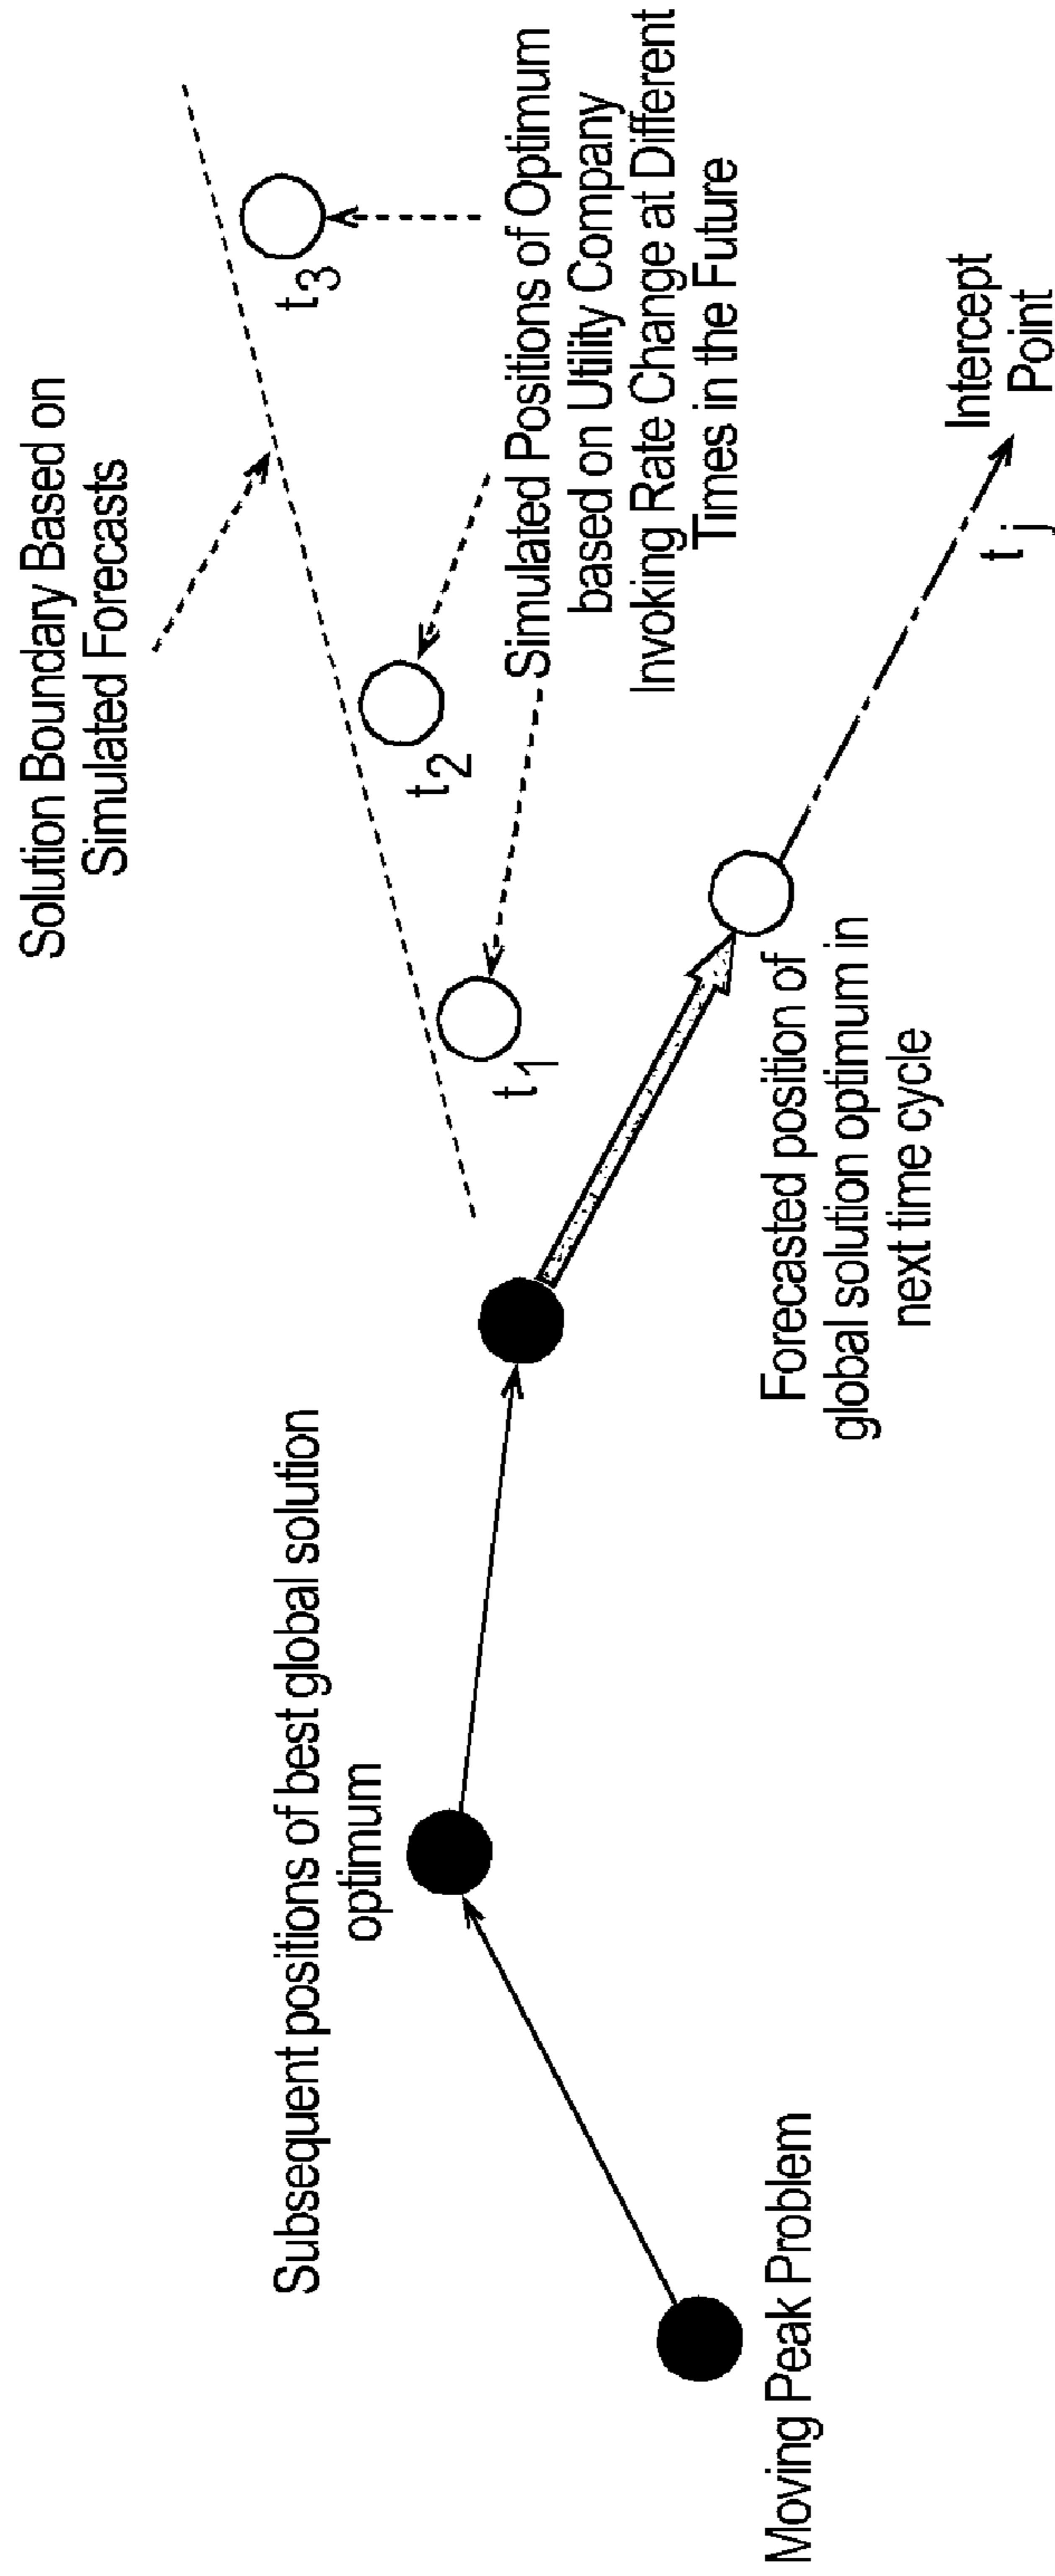 Solution Boundary Based on
Simulated Forecasts
t3
Subsequent positions of best global solution
optimum
t2
t1
Simulated Positions of Optimum
based on Utility Company
Invoking Rate Change at Different
Times in the Future
Moving Peak Problem
Forecasted position of
global solution optimum in
next time cycle
Intercept
Point
tj